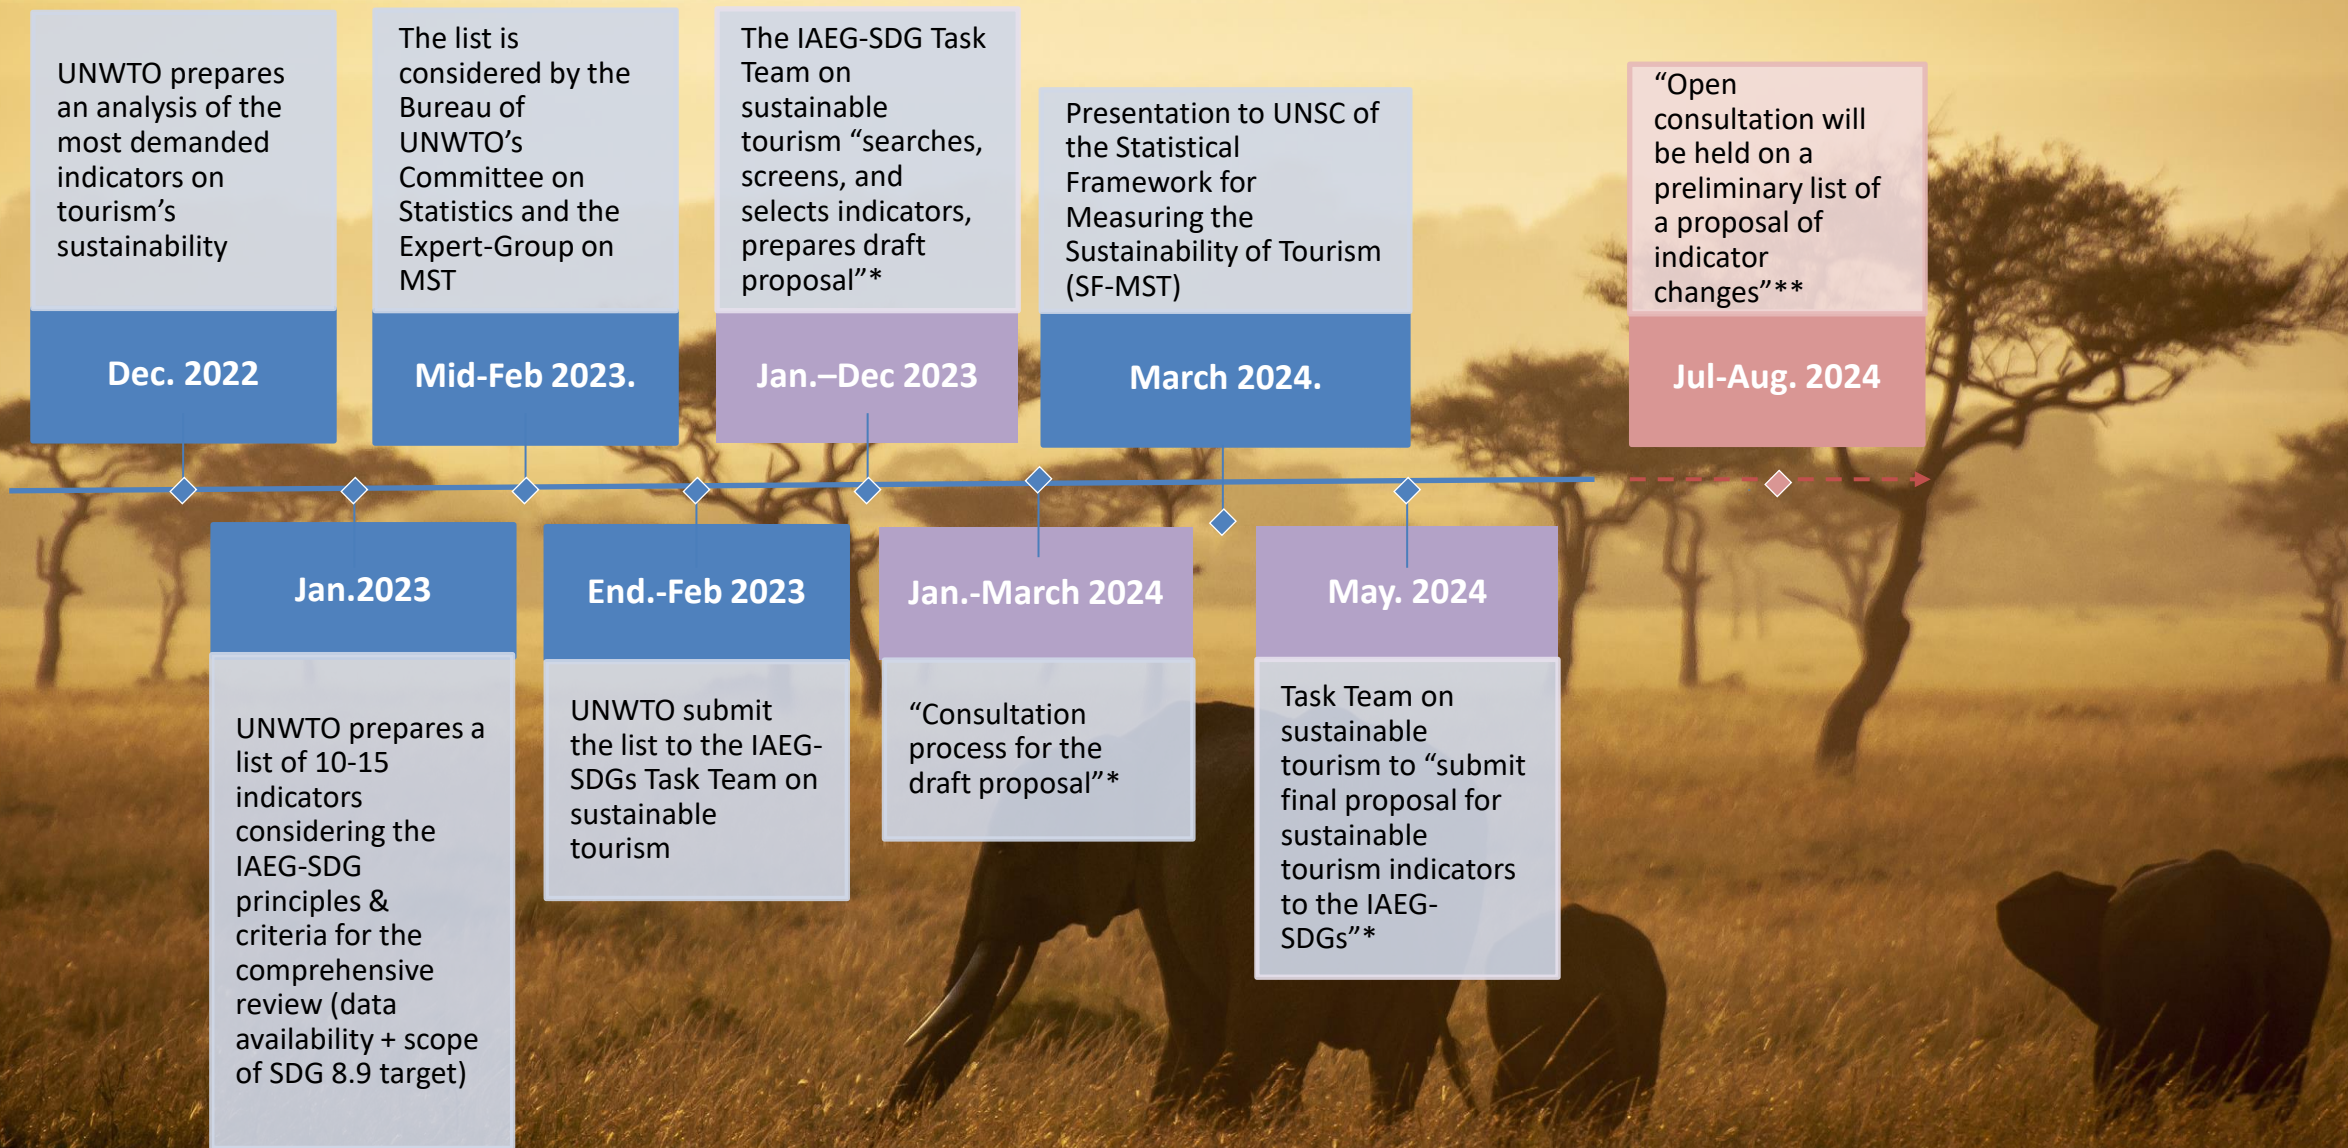 UNWTO prepares
an analysis of the
most demanded
indicators on
tourism’s
sustainability
Dec. 2022
The list is
considered by the
Bureau of
UNWTO’s
Committee on
Statistics and the
Expert-Group on
MST
Mid-Feb 2023.
The IAEG-SDG Task
Team on
sustainable
tourism “searches,
screens, and
selects indicators,
prepares draft
proposal”*
Jan.–Dec 2023
Presentation to UNSC of
the Statistical
Framework for
Measuring the
Sustainability of Tourism
(SF-MST)
March 2024.
“Open
consultation will
be held on a
preliminary list of
a proposal of
indicator
changes”**
Jul-Aug. 2024
Jan.2023
UNWTO prepares a
list of 10-15
indicators
considering the
IAEG-SDG
principles &
criteria for the
comprehensive
review (data
availability + scope
of SDG 8.9 target)
End.-Feb 2023
UNWTO submit
the list to the IAEG-
SDGs Task Team on
sustainable
tourism
Jan.-March 2024
“Consultation
process for the
draft proposal”*
May. 2024
Task Team on
sustainable
tourism to “submit
final proposal for
sustainable
tourism indicators
to the IAEG-
SDGs”*